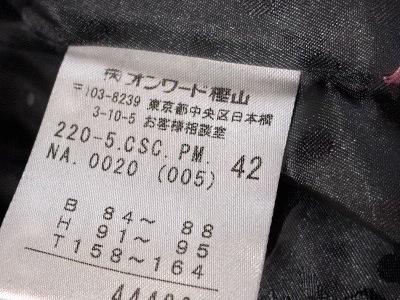 (株)オンワード樫山
〒103-8239 東京都中央区日本橋
3-10-5 お客様相談室
220-5.CSC.PM. 42
NA.0020 (005)
B 84～ 88
H 91～ 95
T158～164